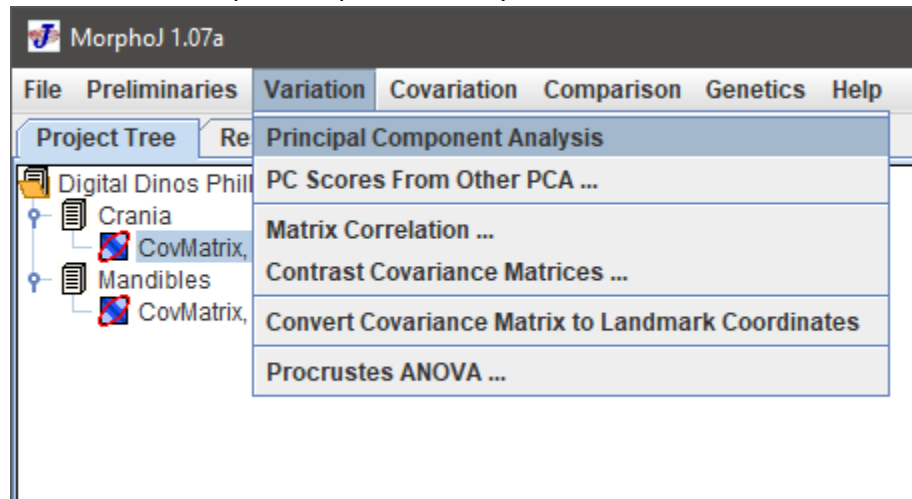 MorphoJ 1.07a
File Preliminaries Variation Covariation Comparison Genetics Help
Project Tree Re
Principal Component Analysis
Digital Dinos Phill
PC Scores From Other PCA ...
Crania
Matrix Correlation ...
CovMatrix,
Contrast Covariance Matrices ...
Mandibles
CovMatrix,
Convert Covariance Matrix to Landmark Coordinates
Procrustes ANOVA ...